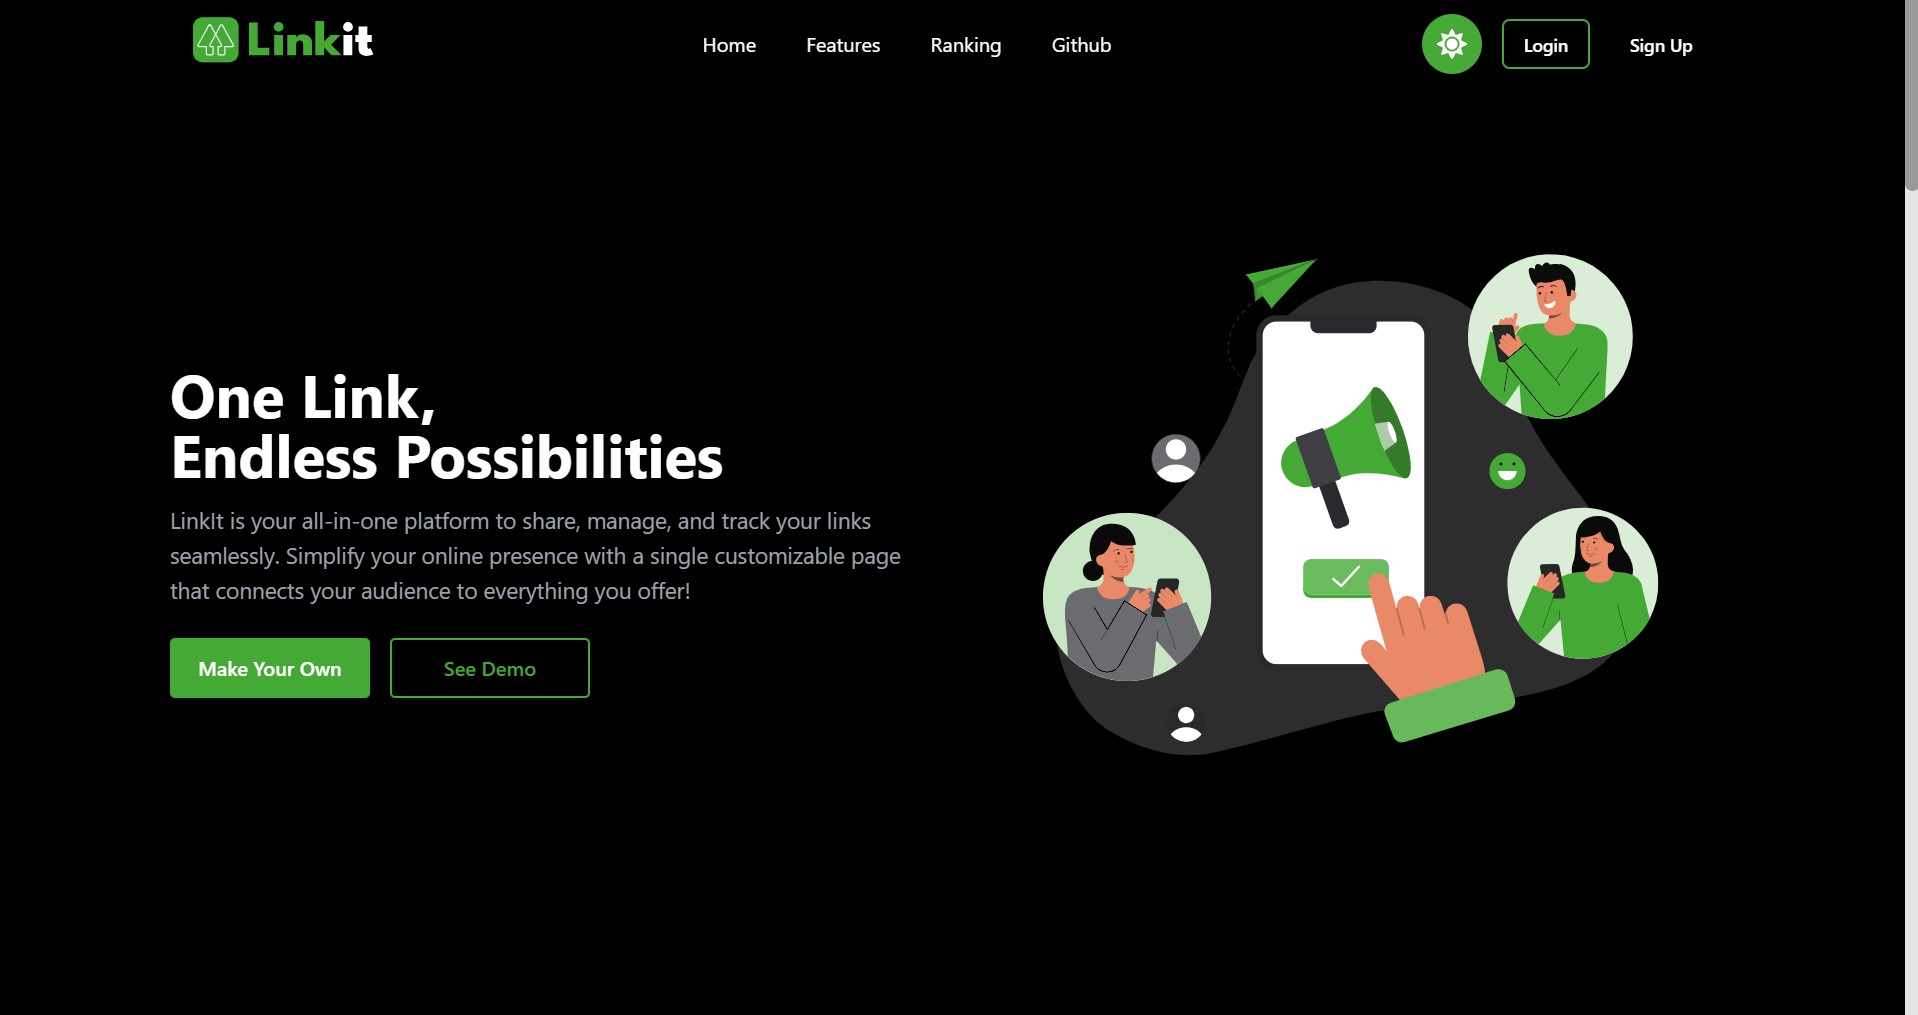 Linkit
Home
Features
Ranking
Github
Login
Sign Up
One Link,
Endless Possibilities
LinkIt is your all-in-one platform to share, manage, and track your links
seamlessly. Simplify your online presence with a single customizable page
that connects your audience to everything you offer!
Make Your Own
See Demo